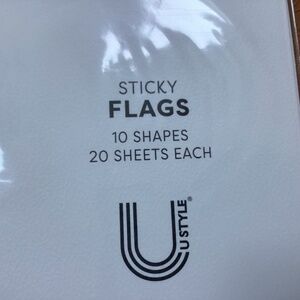 STICKY
FLAGS
10 SHAPES
20 SHEETS EACH
U STYLE®